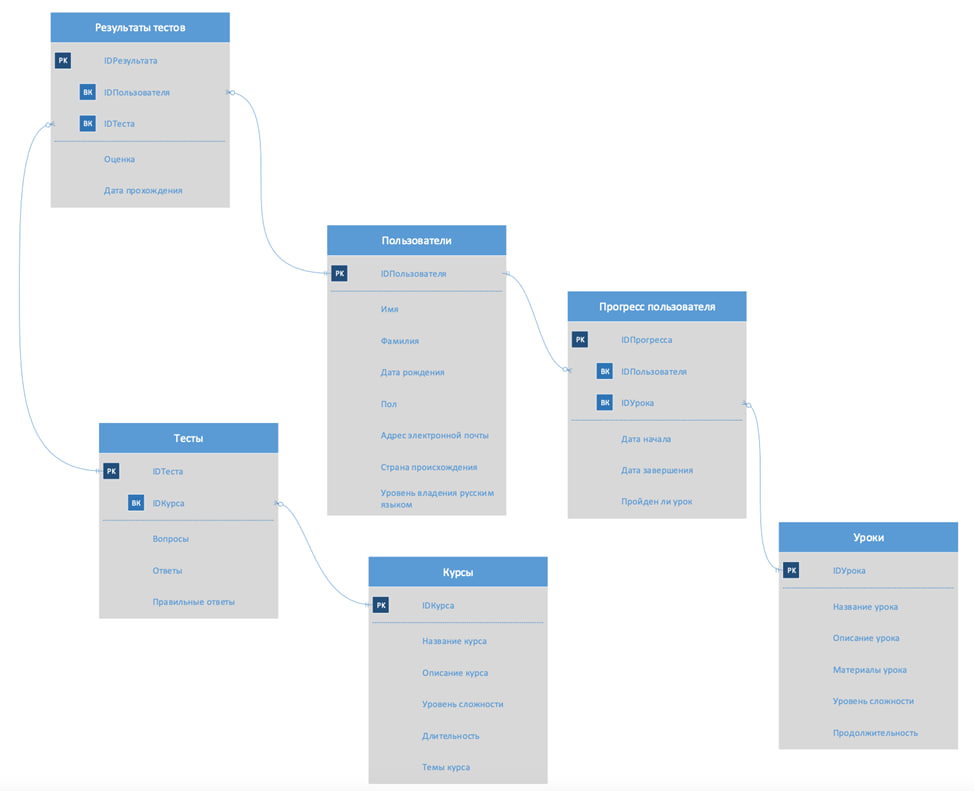 Результаты тестов
PK IDРезультата
ВК IDПользователя
ВК IDТеста
Оценка
Дата прохождения
Пользователи
PK IDПользователя
Имя
Фамилия
Дата рождения
Пол
Адрес электронной почты
Страна происхождения
Уровень владения русским
языком
Прогресс пользователя
PK IDПрогресса
ВК IDПользователя
ВК IDУрока
Дата начала
Дата завершения
Пройден ли урок
Тесты
PK IDТеста
ВК IDКурса
Вопросы
Ответы
Правильные ответы
Курсы
PK IDКурса
Название курса
Описание курса
Уровень сложности
Длительность
Темы курса
Уроки
PK IDУрока
Название урока
Описание урока
Материалы урока
Уровень сложности
Продолжительность